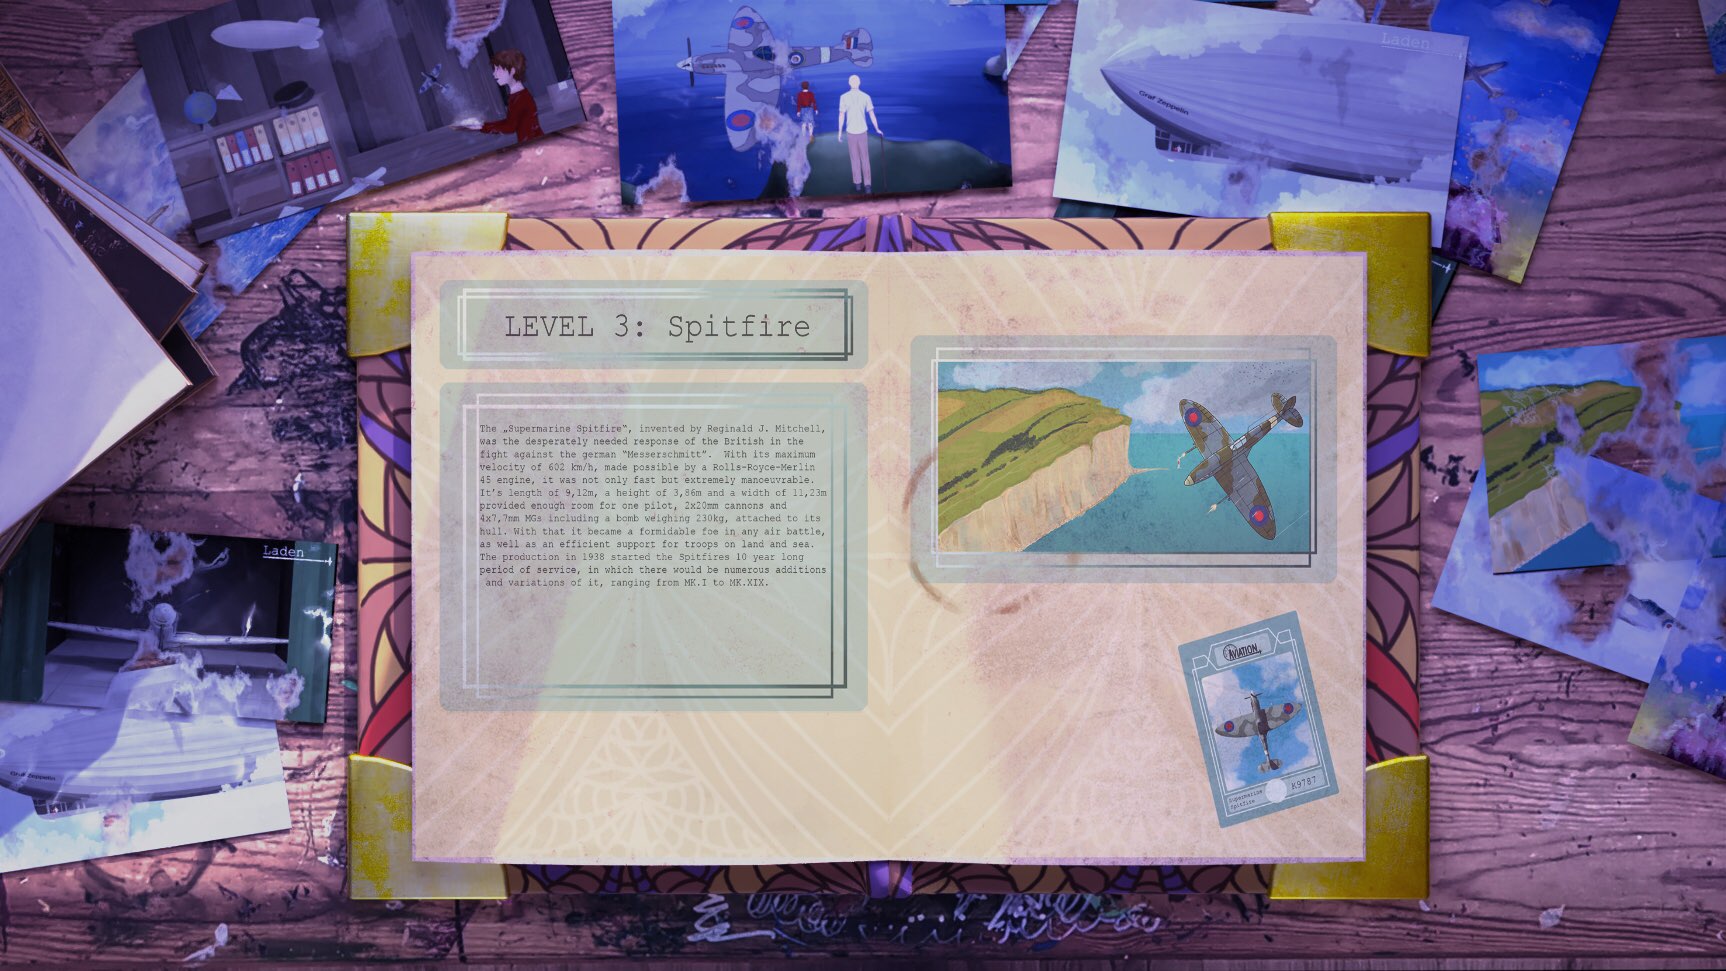 Laden
Graf Zeppelin
LEVEL 3: Spitfire
The „Supermarine Spitfire“, invented by Reginald J. Mitchell,
was the desperately needed response of the British in the
fight against the german “Messerschmitt”. With its maximum
velocity of 602 km/h, made possible by a Rolls-Royce-Merlin
45 engine, it was not only fast but extremely manoeuvrable.
It's length of 9,12m, a height of 3,86m and a width of 11,23m
provided enough room for one pilot, 2x20mm cannons and
4x7,7mm MGs including a bomb weighing 230kg, attached to its
hull. With that it became a formidable foe in any air battle,
as well as an efficient support for troops on land and sea.
The production in 1938 started the Spitfires 10 year long
period of service, in which there would be numerous additions
and variations of it, ranging from MK.I to MK.XIX.
Laden
Graf Zeppelin
AVIATION
Supermarine
Spitfire
K9787